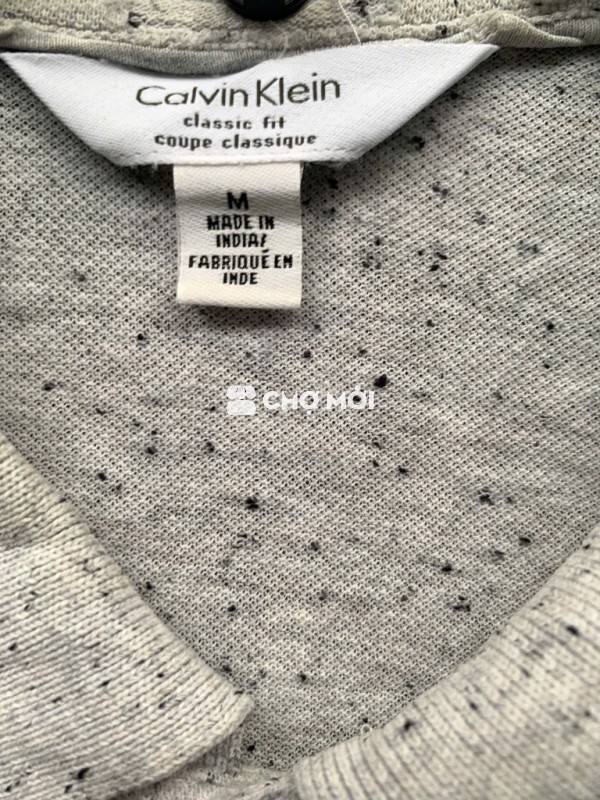 Calvin Klein
classic fit
coupe classique
M
MADE IN
INDIA/
FABRIQUÉ EN
INDE
CHỢ MỚI